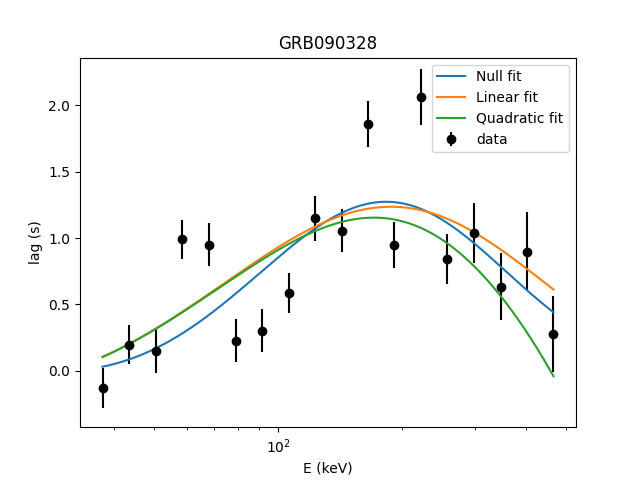 GRB090328
Null fit
Linear fit
Quadratic fit
data
2.0
1.5
1.0
0.5
0.0
lag (s)
10²
E (keV)